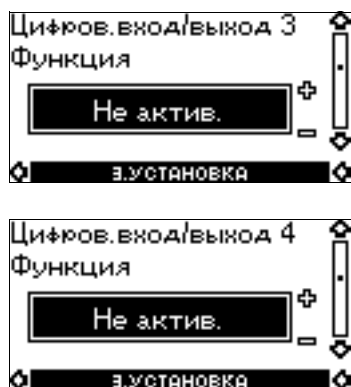 Цифров.вход/выход 3
Функция
Не актив.
3.УСТАНОВКА
Цифров.вход/выход 4
Функция
Не актив.
3.УСТАНОВКА